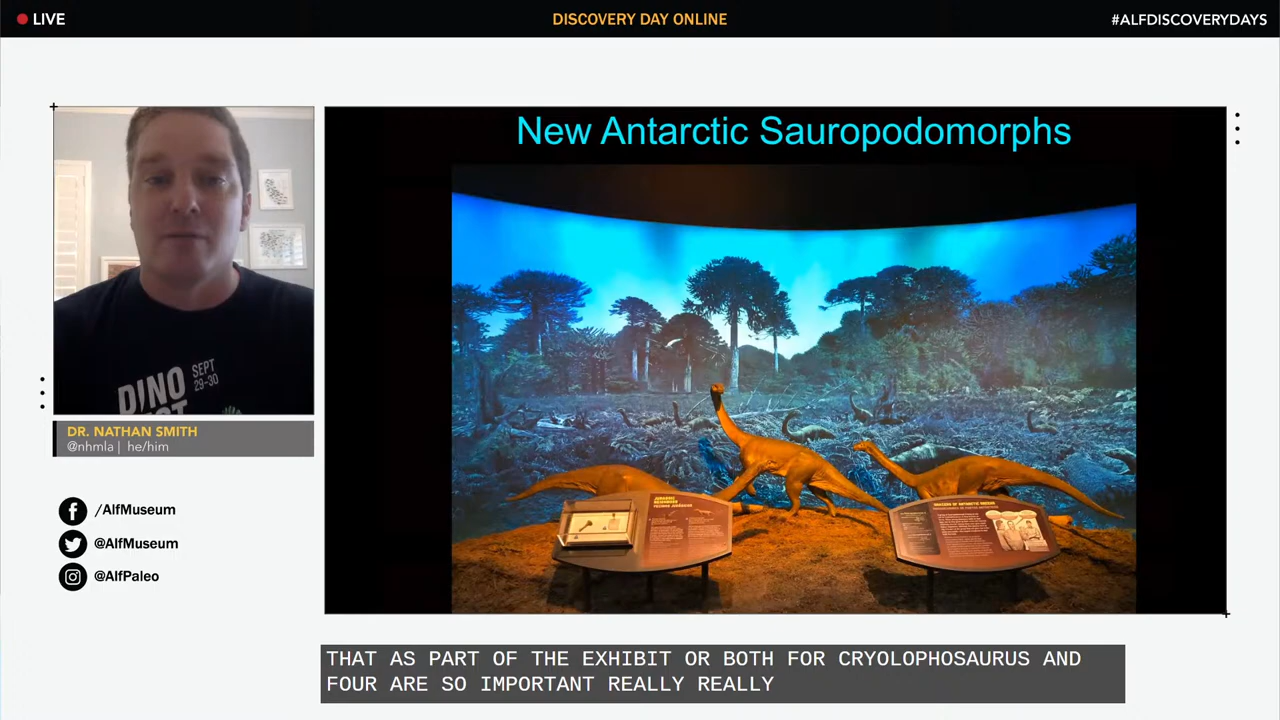 LIVE
DISCOVERY DAY ONLINE
#ALFDISCOVERYDAYS
New Antarctic Sauropodomorphs
DINO
SEPT
29-30
DR. NATHAN SMITH
@nhmla | he/him
/AlfMuseum
@AlfMuseum
@AlfPaleo
THAT AS PART OF THE EXHIBIT OR BOTH FOR CRYOLOPHOSAURUS AND
FOUR ARE SO IMPORTANT REALLY REALLY